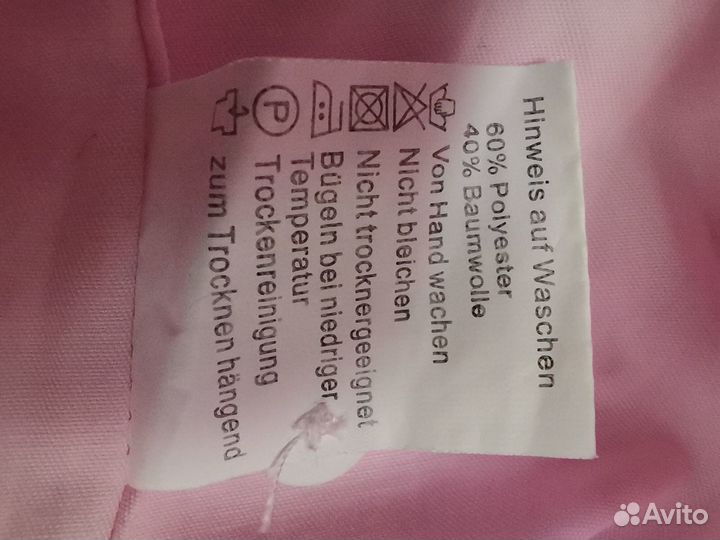 Hinweis auf Waschen
60% Polyester
40% Baumwolle
Von Hand wachen
Nicht bleichen
Nicht trocknergeeignet
Bügeln bei niedriger
Temperatur
P
Trockenreinigung
zum Trocknen hängend
Avito